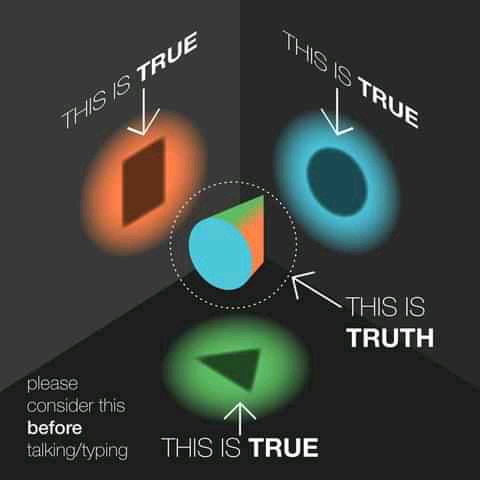 THIS IS TRUE
THIS IS TRUE
THIS IS
TRUTH
please
consider this
before
talking/typing
THIS IS TRUE